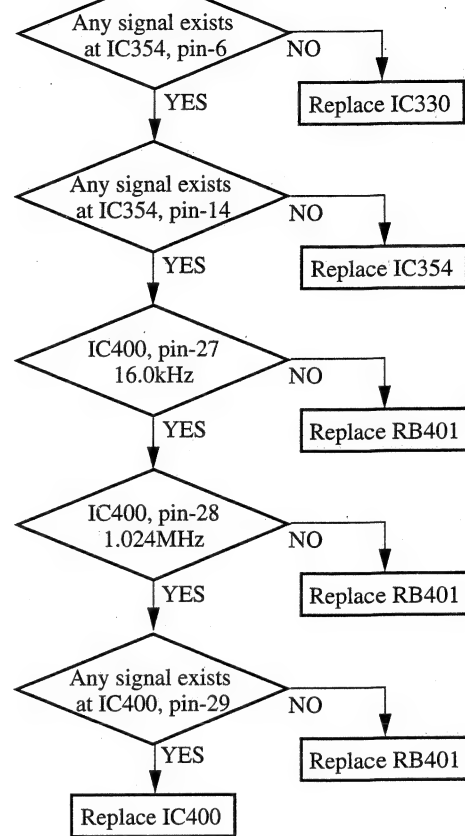 Any signal exists
at IC354, pin-6
NO
Replace IC330
YES
Any signal exists
at IC354, pin-14
NO
Replace IC354
YES
IC400, pin-27
16.0kHz
NO
Replace RB401
YES
IC400, pin-28
1.024MHz
NO
Replace RB401
YES
Any signal exists
at IC400, pin-29
NO
Replace RB401
YES
Replace IC400